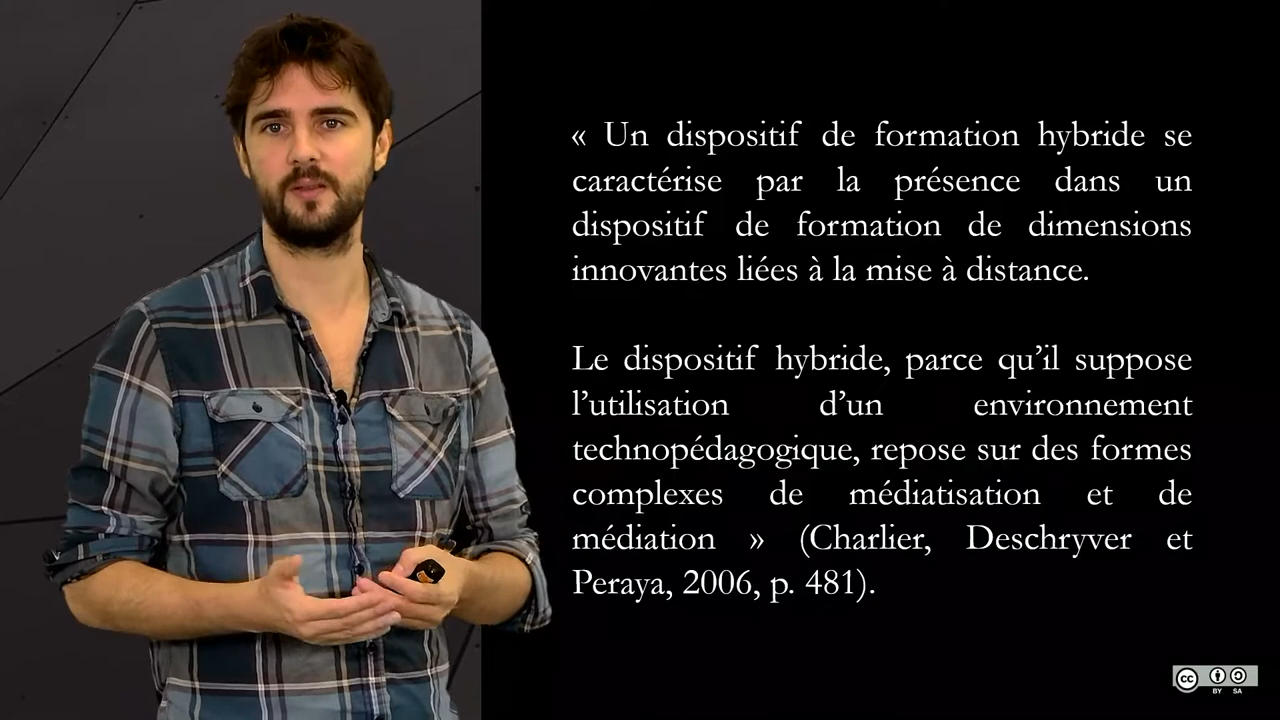 « Un dispositif de formation hybride se
caractérise par la présence dans un
dispositif de formation de dimensions
innovantes liées à la mise à distance.
Le dispositif hybride, parce qu’il suppose
l’utilisation d’un environnement
technopédagogique, repose sur des formes
complexes de médiatisation et de
médiation » (Charlier, Deschryver et
Peraya, 2006, p. 481).
cc
BY SA